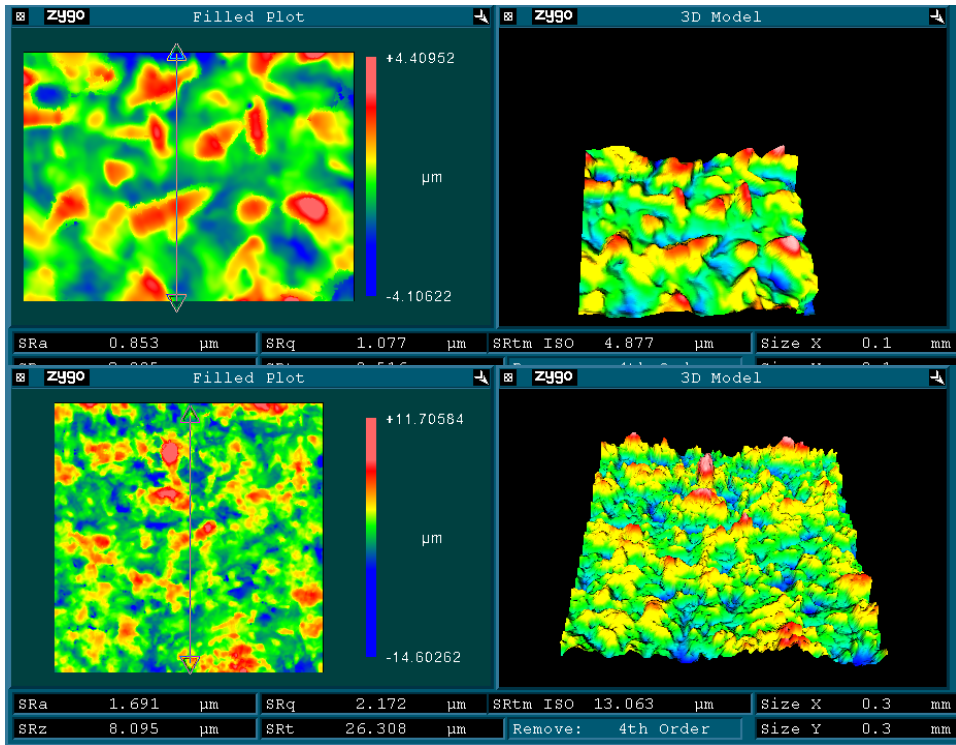 zygo Filled Plot
zygo 3D Model
+4.40952
µm
-4.10622
SRa 0.853 µm SRq 1.077 µm SRtm ISO 4.877 µm Size X 0.1 mm
zygo Filled Plot
zygo 3D Model
+11.70584
µm
-14.60262
SRa 1.691 µm SRq 2.172 µm SRtm ISO 13.063 µm Size X 0.3 mm
SRz 8.095 µm SRt 26.308 µm Remove: 4th Order Size Y 0.3 mm